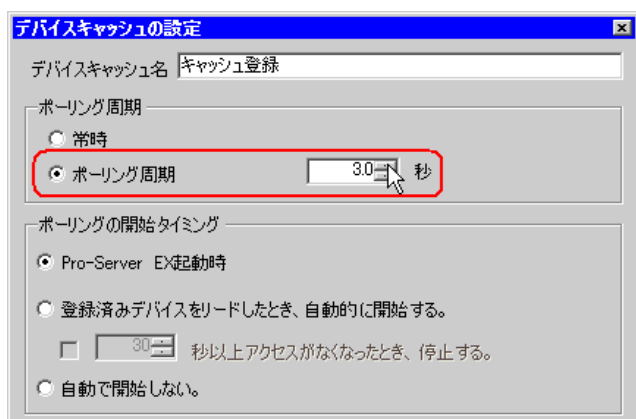 デバイスキャッシュの設定
デバイスキャッシュ名 キャッシュ登録
ポーリング周期
常時
ポーリング周期 3.0 秒
ポーリングの開始タイミング
Pro-Server EX起動時
登録済みデバイスをリードしたとき、自動的に開始する。
30 秒以上アクセスがなくなったとき、停止する。
自動で開始しない。